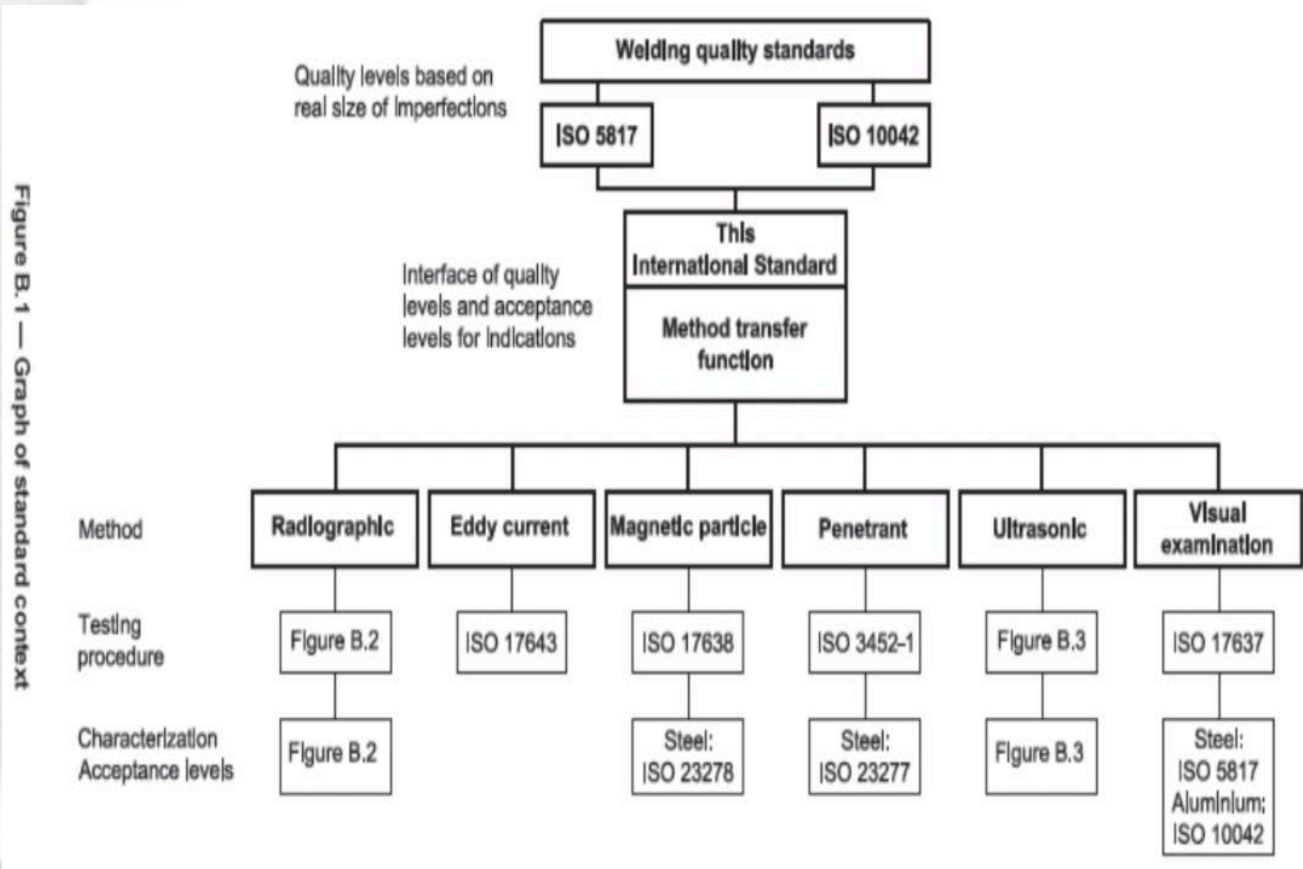 Welding quality standards
Quality levels based on
real size of imperfections
ISO 5817
ISO 10042
This
International Standard
Interface of quality
levels and acceptance
levels for indications
Method transfer
function
Method
Radiographic
Eddy current
Magnetic particle
Penetrant
Ultrasonic
Visual
examination
Testing
procedure
Figure B.2
ISO 17643
ISO 17638
ISO 3452-1
Figure B.3
ISO 17637
Characterization
Acceptance levels
Figure B.2
Steel:
ISO 23278
Steel:
ISO 23277
Figure B.3
Steel:
ISO 5817
Aluminium:
ISO 10042
Figure B.1 — Graph of standard context